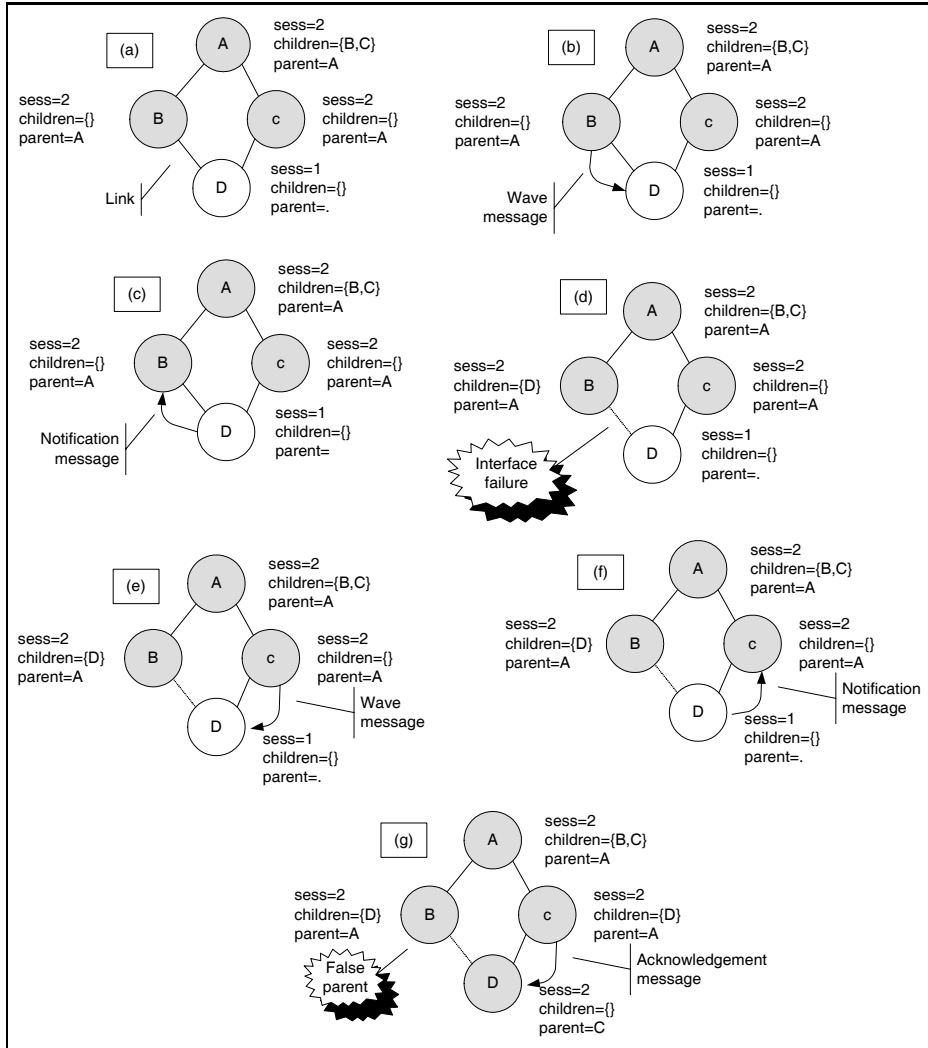 (a)
A
sess=2
children={B,C}
parent=A
sess=2
children={}
parent=A
B
c
sess=2
children={}
parent=A
D
sess=1
children={}
parent=.
Link
(b)
A
sess=2
children={B,C}
parent=A
sess=2
children={}
parent=A
B
c
sess=2
children={}
parent=A
D
sess=1
children={}
parent=.
Wave
message
(c)
A
sess=2
children={B,C}
parent=A
sess=2
children={}
parent=A
B
c
sess=2
children={}
parent=A
D
sess=1
children={}
parent=
Notification
message
(d)
A
sess=2
children={B,C}
parent=A
sess=2
children={D}
parent=A
B
c
sess=2
children={}
parent=A
D
sess=1
children={}
parent=.
Interface
failure
(e)
A
sess=2
children={B,C}
parent=A
sess=2
children={D}
parent=A
B
c
sess=2
children={}
parent=A
D
sess=1
children={}
parent=.
Wave
message
(f)
A
sess=2
children={B,C}
parent=A
sess=2
children={D}
parent=A
B
c
sess=2
children={}
parent=A
D
sess=1
children={}
parent=.
Notification
message
(g)
A
sess=2
children={B,C}
parent=A
sess=2
children={D}
parent=A
B
c
sess=2
children={D}
parent=A
False
parent
D
sess=2
children={}
parent=C
Acknowledgement
message